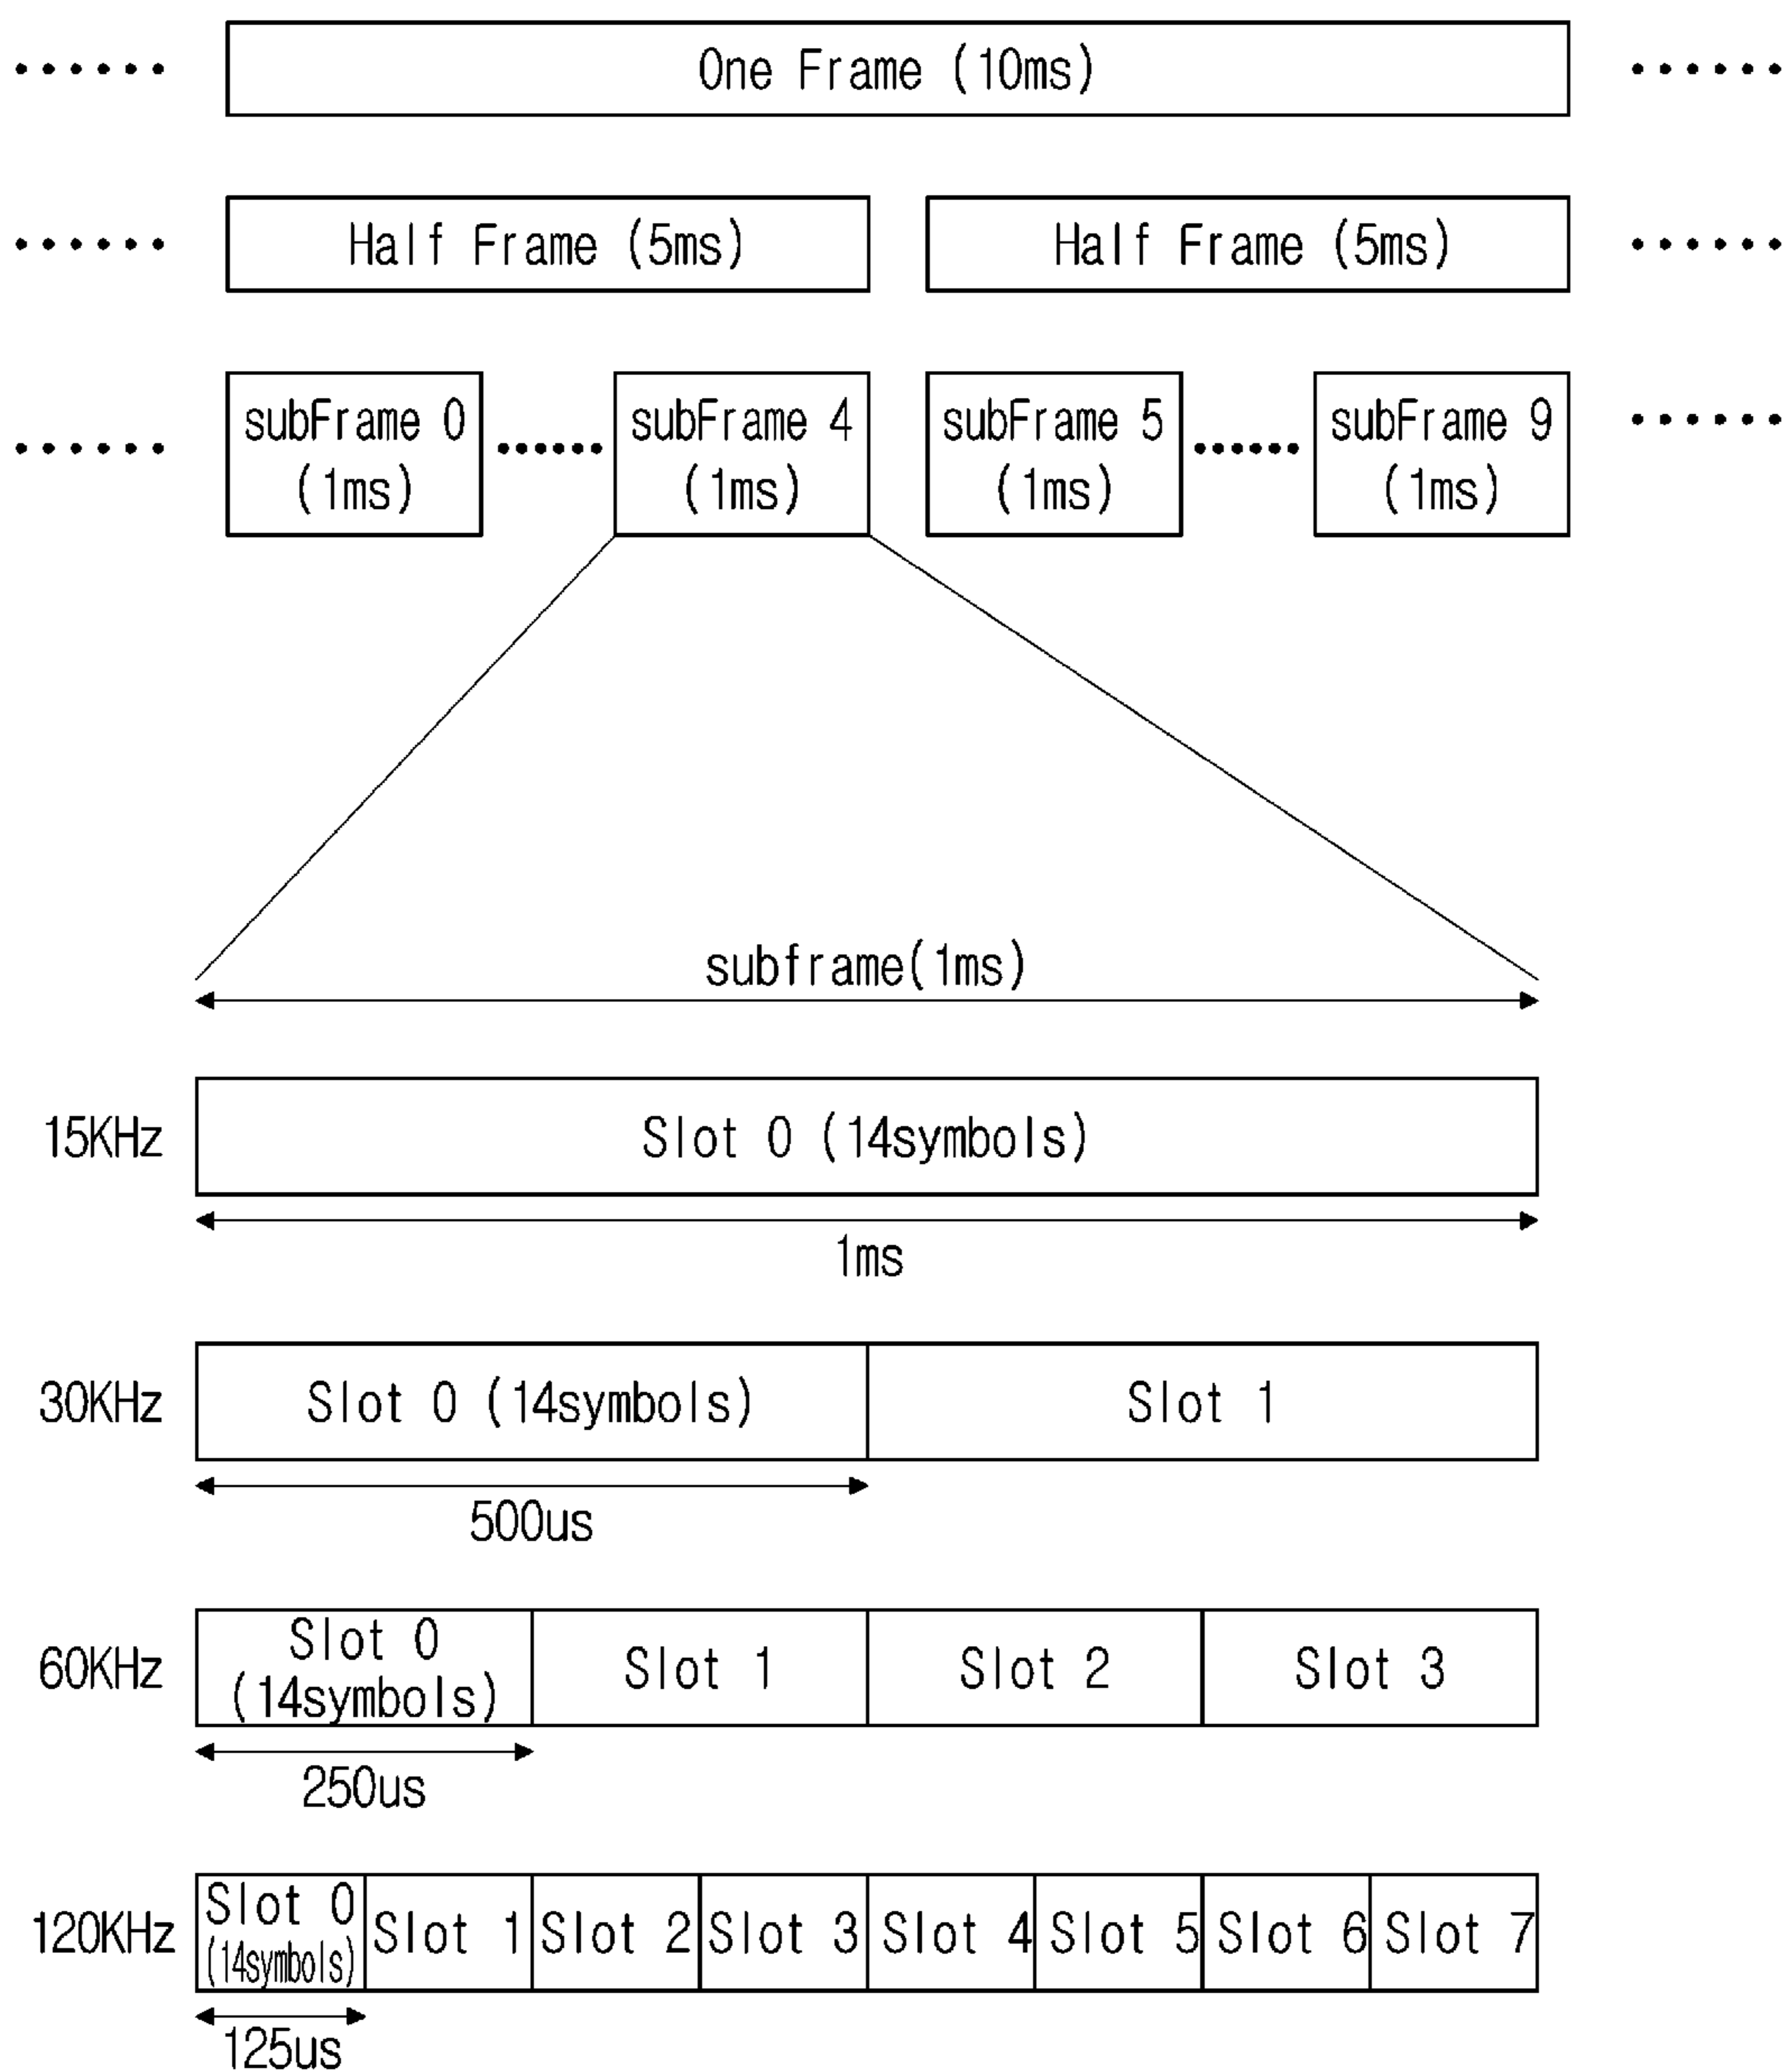 One Frame (10ms)
Half Frame (5ms)
Half Frame (5ms)
subFrame 0
(1ms)
subFrame 4
(1ms)
subFrame 5
(1ms)
subFrame 9
(1ms)
subframe(1ms)
15KHz
Slot 0 (14symbols)
1ms
30KHz
Slot 0 (14symbols)
Slot 1
500us
60KHz
Slot 0
(14symbols)
Slot 1
Slot 2
Slot 3
250us
120KHz
Slot 0
(14symbols)
Slot 1
Slot 2
Slot 3
Slot 4
Slot 5
Slot 6
Slot 7
125us